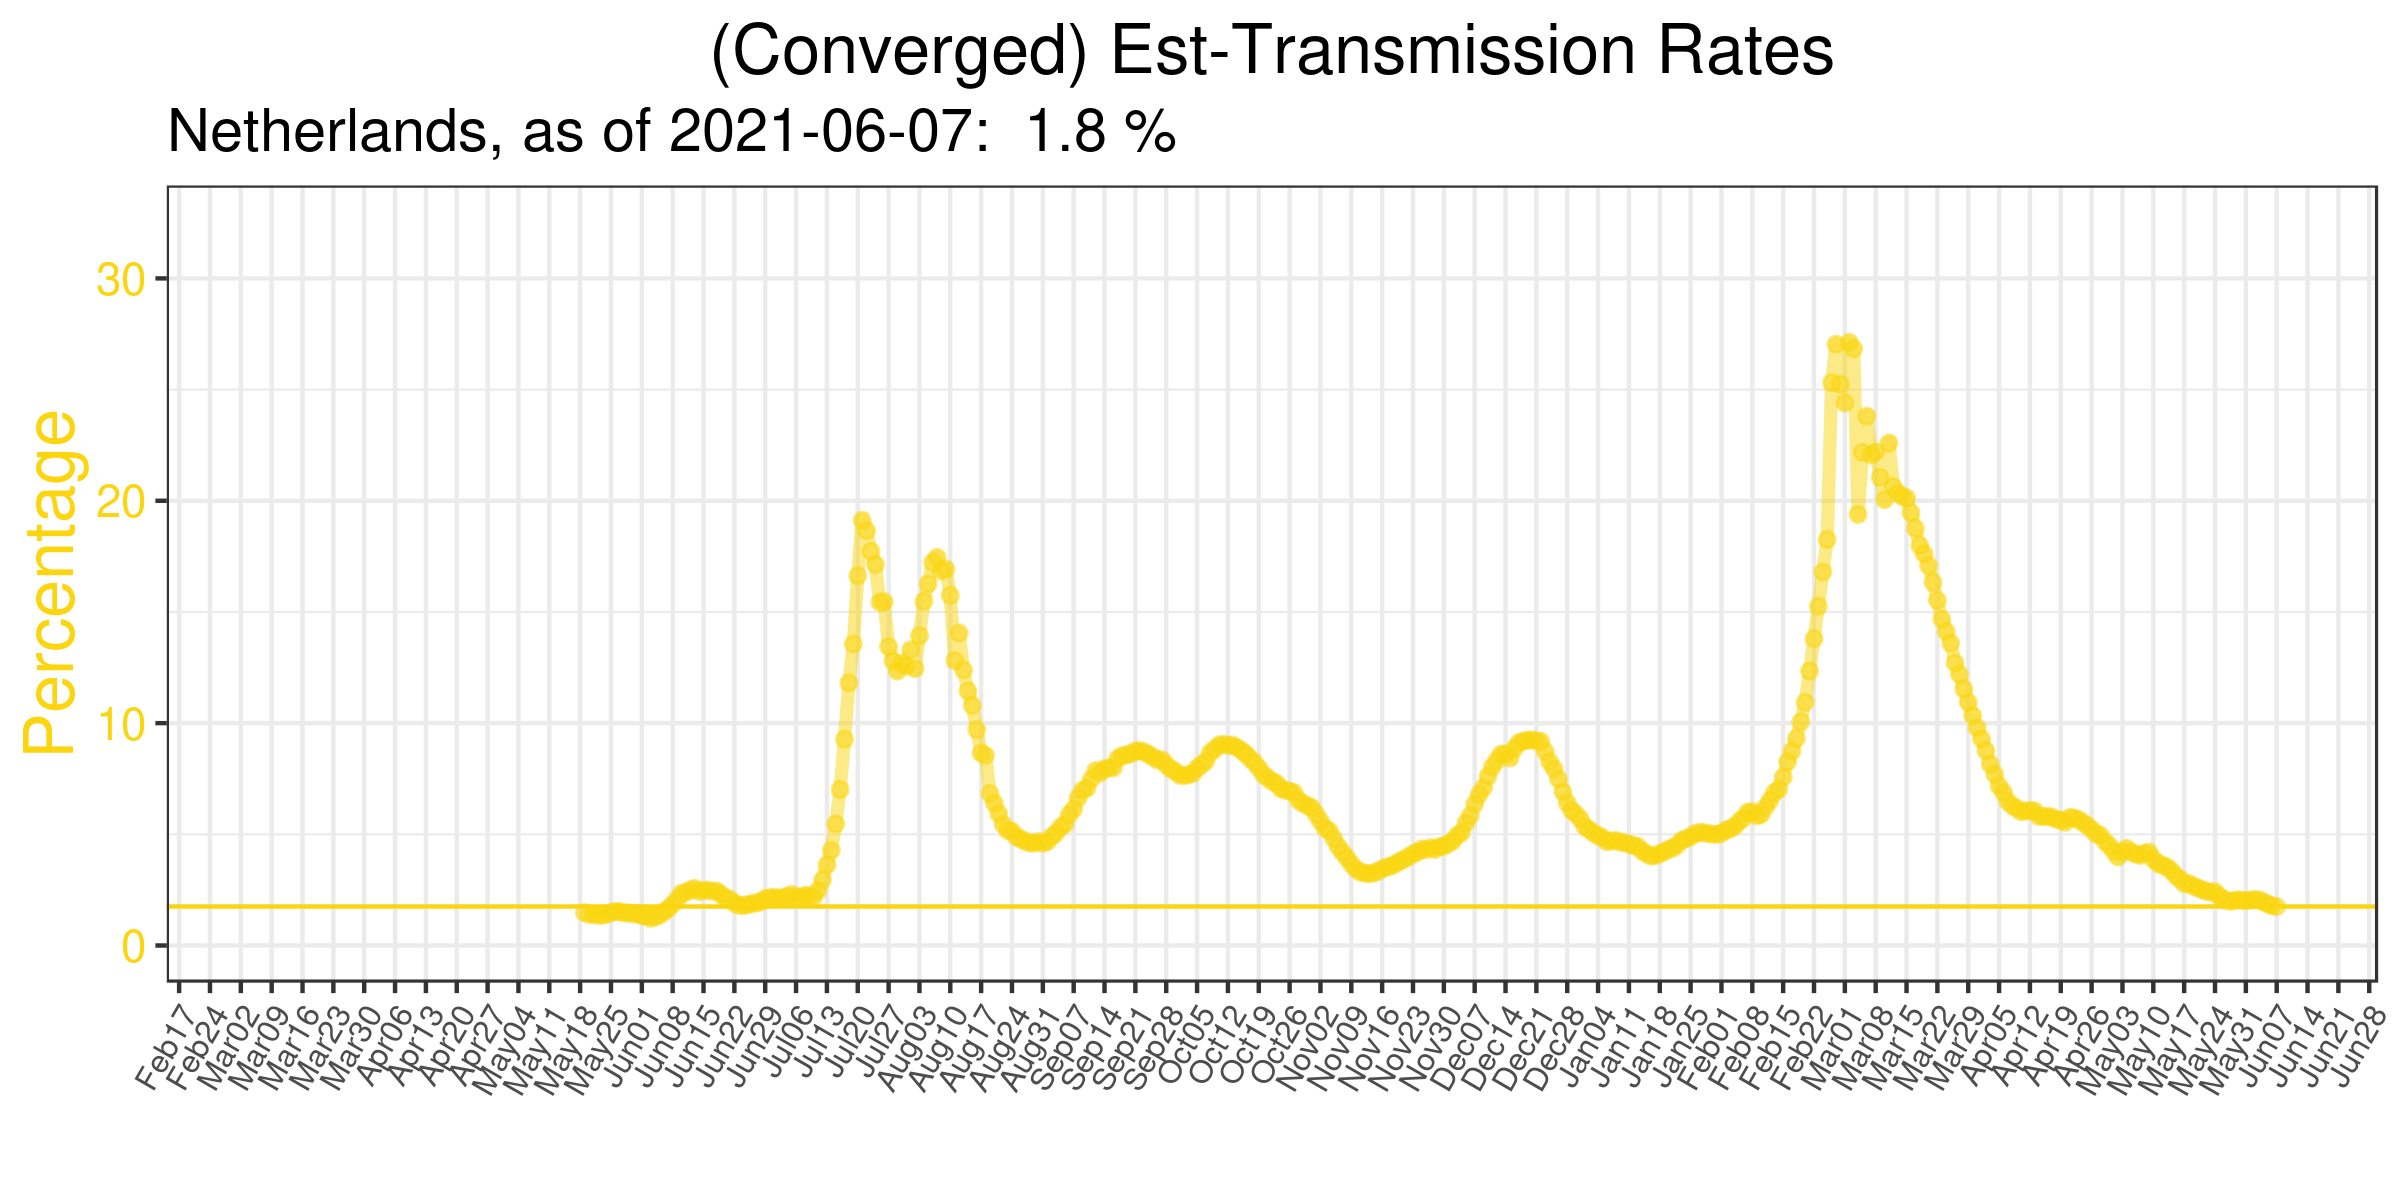 (Converged) Est-Transmission Rates
Netherlands, as of 2021-06-07: 1.8 %
Percentage
30
20
10
0
Feb17
Feb24
Mar02
Mar09
Mar16
Mar23
Mar30
Apr06
Apr13
Apr20
Apr27
May04
May11
May18
May25
Jun01
Jun08
Jun15
Jun22
Jun29
Jul06
Jul13
Jul20
Jul27
Aug03
Aug10
Aug17
Aug24
Aug31
Sep07
Sep14
Sep21
Sep28
Oct05
Oct12
Oct19
Oct26
Nov02
Nov09
Nov16
Nov23
Nov30
Dec07
Dec14
Dec21
Dec28
Jan04
Jan11
Jan18
Jan25
Feb01
Feb08
Feb15
Feb22
Mar01
Mar08
Mar15
Mar22
Mar29
Apr05
Apr12
Apr19
Apr26
May03
May10
May17
May24
May31
Jun07
Jun14
Jun21
Jun28